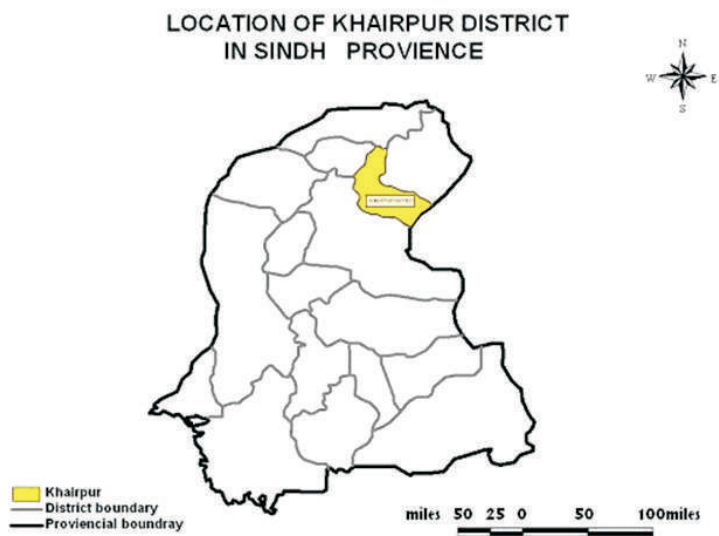 LOCATION OF KHAIRPUR DISTRICT
IN SINDH PROVIENCE
N
W E
S
Khairpur
District boundary
Proviencial boundray
miles 50 25 0 50 100miles